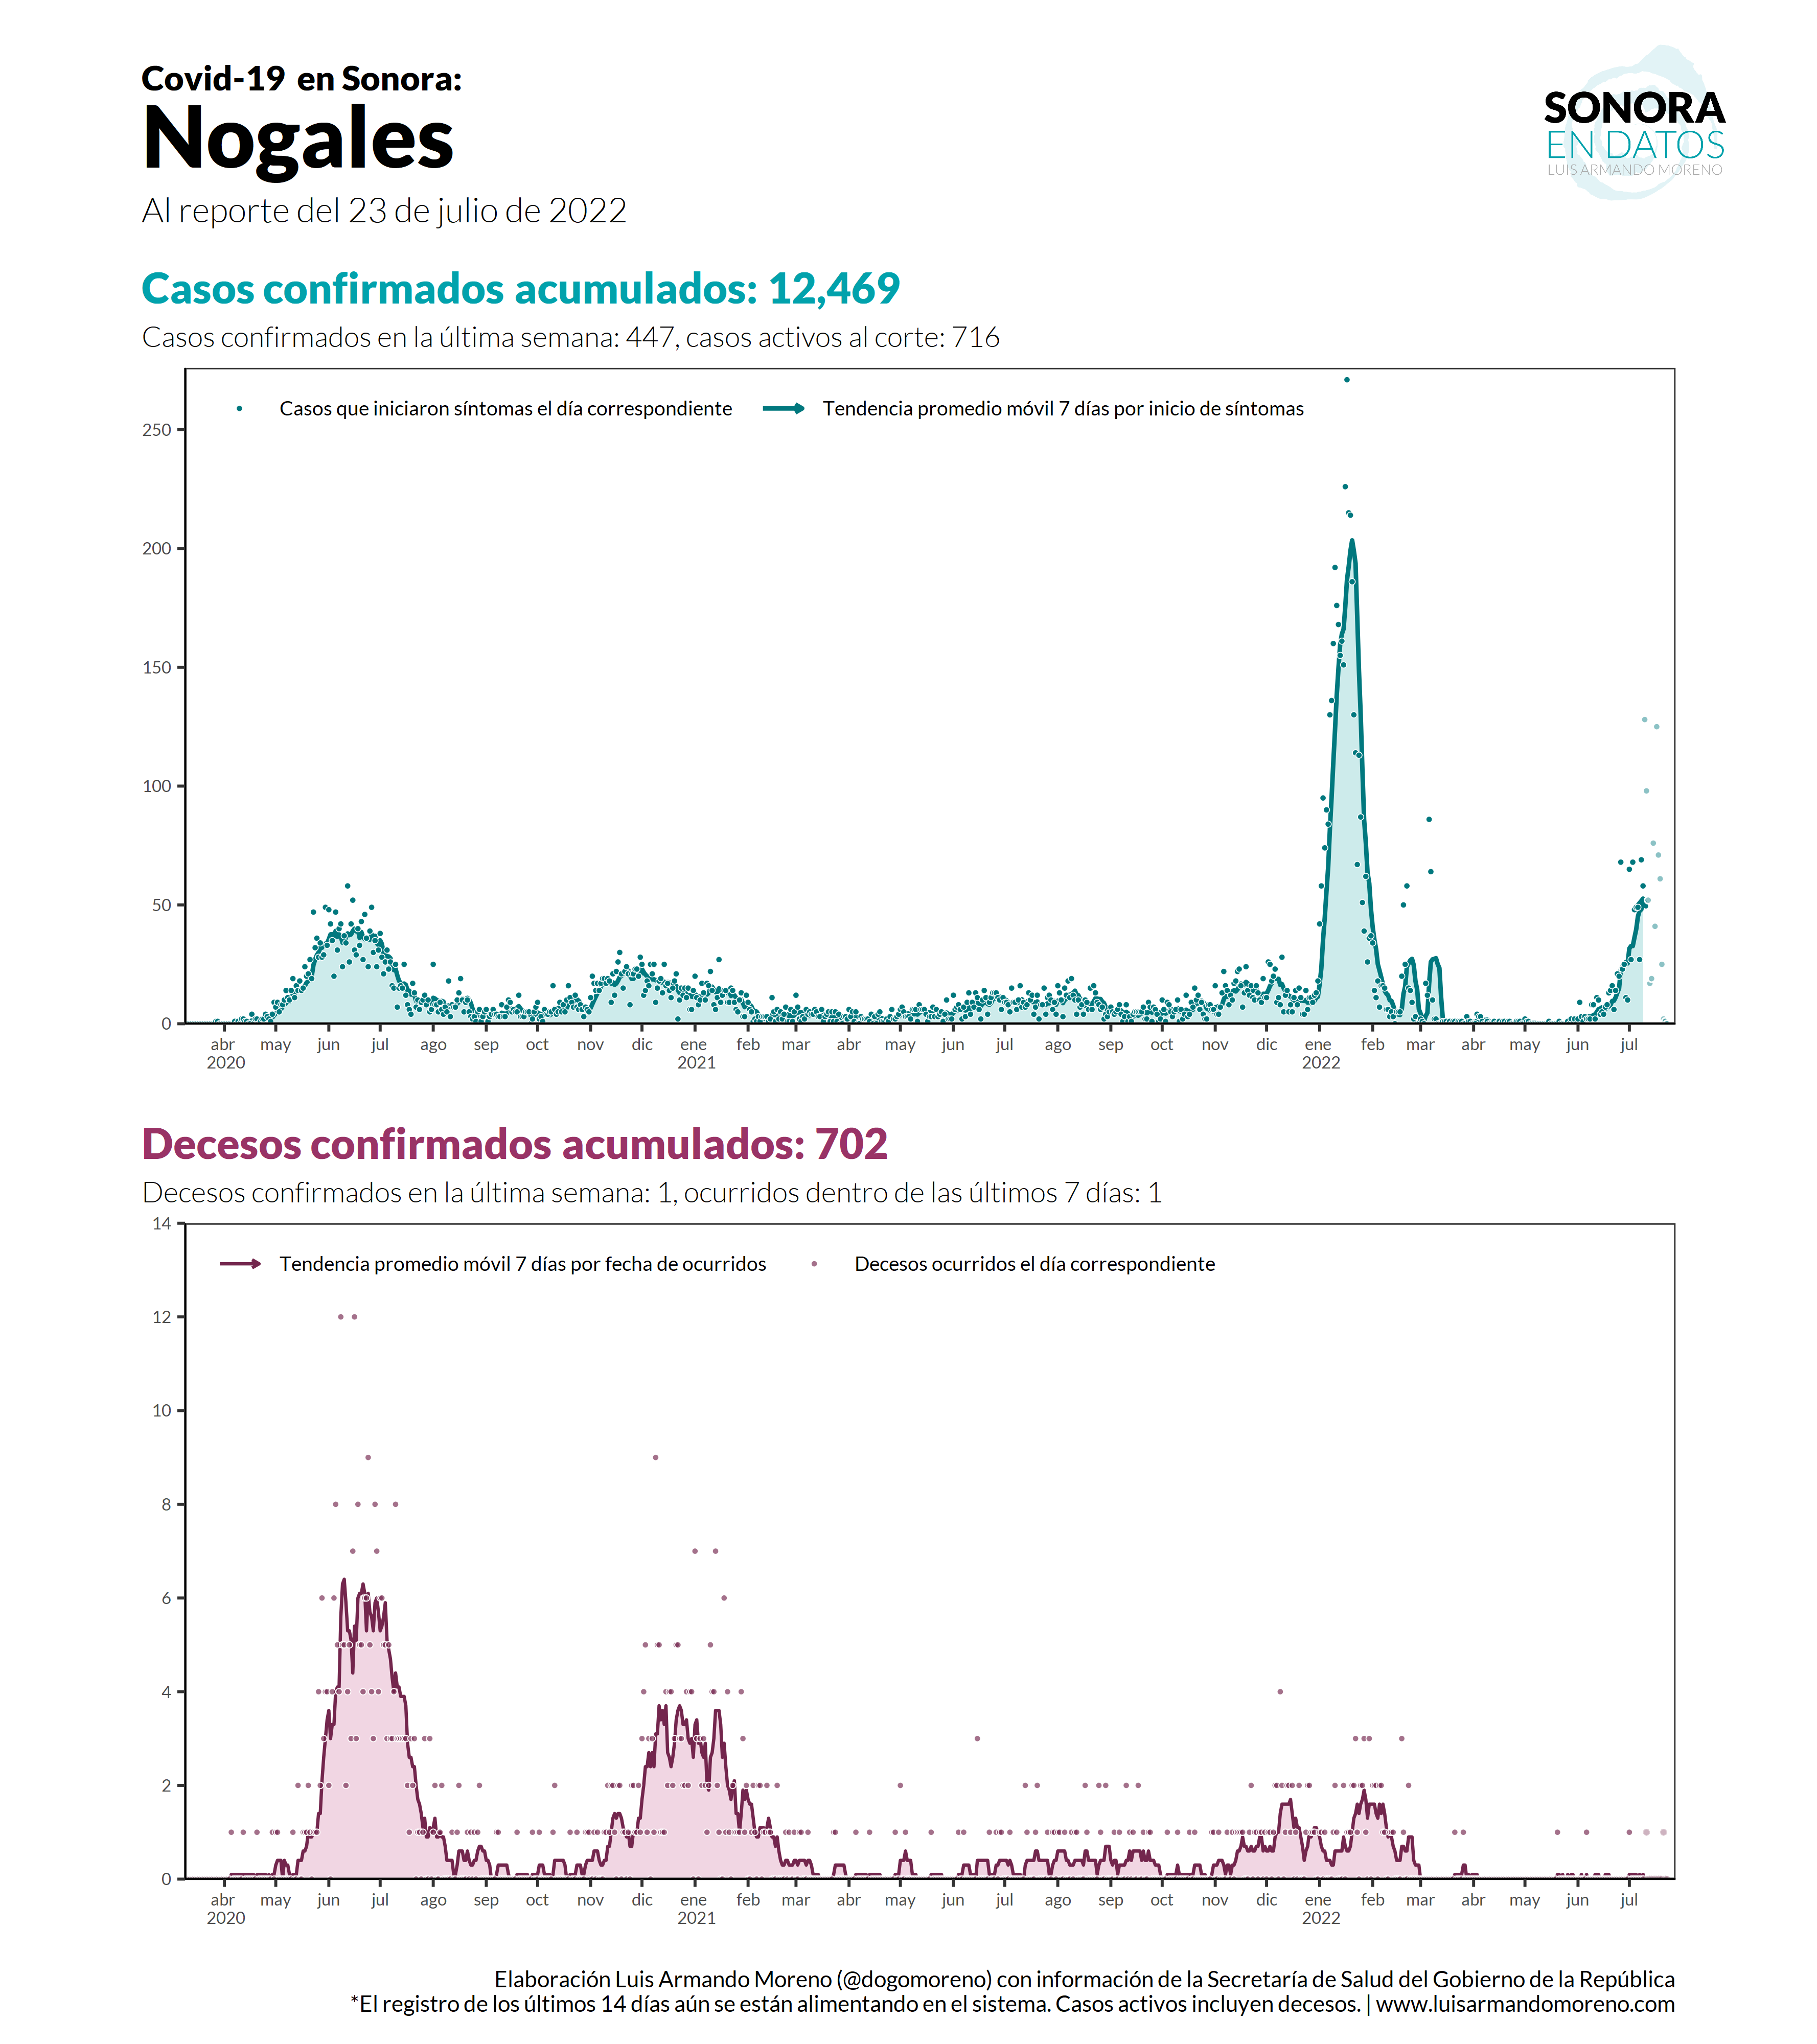 Covid-19 en Sonora:
Nogales
Al reporte del 23 de julio de 2022
SONORA
EN DATOS
LUIS ARMANDO MORENO
Casos confirmados acumulados: 12,469
Casos confirmados en la última semana: 447, casos activos al corte: 716
Casos que iniciaron síntomas el día correspondiente Tendencia promedio móvil 7 días por inicio de síntomas
250
200
150
100
50
0
abr may jun jul ago sep oct nov dic ene feb mar abr may jun jul ago sep oct nov dic ene feb mar abr may jun jul
2020 2021 2022
Decesos confirmados acumulados: 702
Decesos confirmados en la última semana: 1, ocurridos dentro de las últimos 7 días: 1
14
Tendencia promedio móvil 7 días por fecha de ocurridos Decesos ocurridos el día correspondiente
12
10
8
6
4
2
0
abr may jun jul ago sep oct nov dic ene feb mar abr may jun jul ago sep oct nov dic ene feb mar abr may jun jul
2020 2021 2022
Elaboración Luis Armando Moreno (@dogomoreno) con información de la Secretaría de Salud del Gobierno de la República
*El registro de los últimos 14 días aún se están alimentando en el sistema. Casos activos incluyen decesos. | www.luisarmandomoreno.com